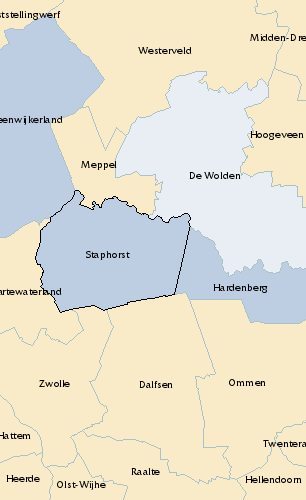 tstellingwerf
Midden-Dre
Westerveld
eenwijkerland
Hoogeveen
Meppel
De Wolden
Staphorst
artewaterland
Hardenberg
Zwolle
Dalfsen
Ommen
Hattem
Twentera
Raalte
Heerde
Olst-Wijhe
Hellendoorn